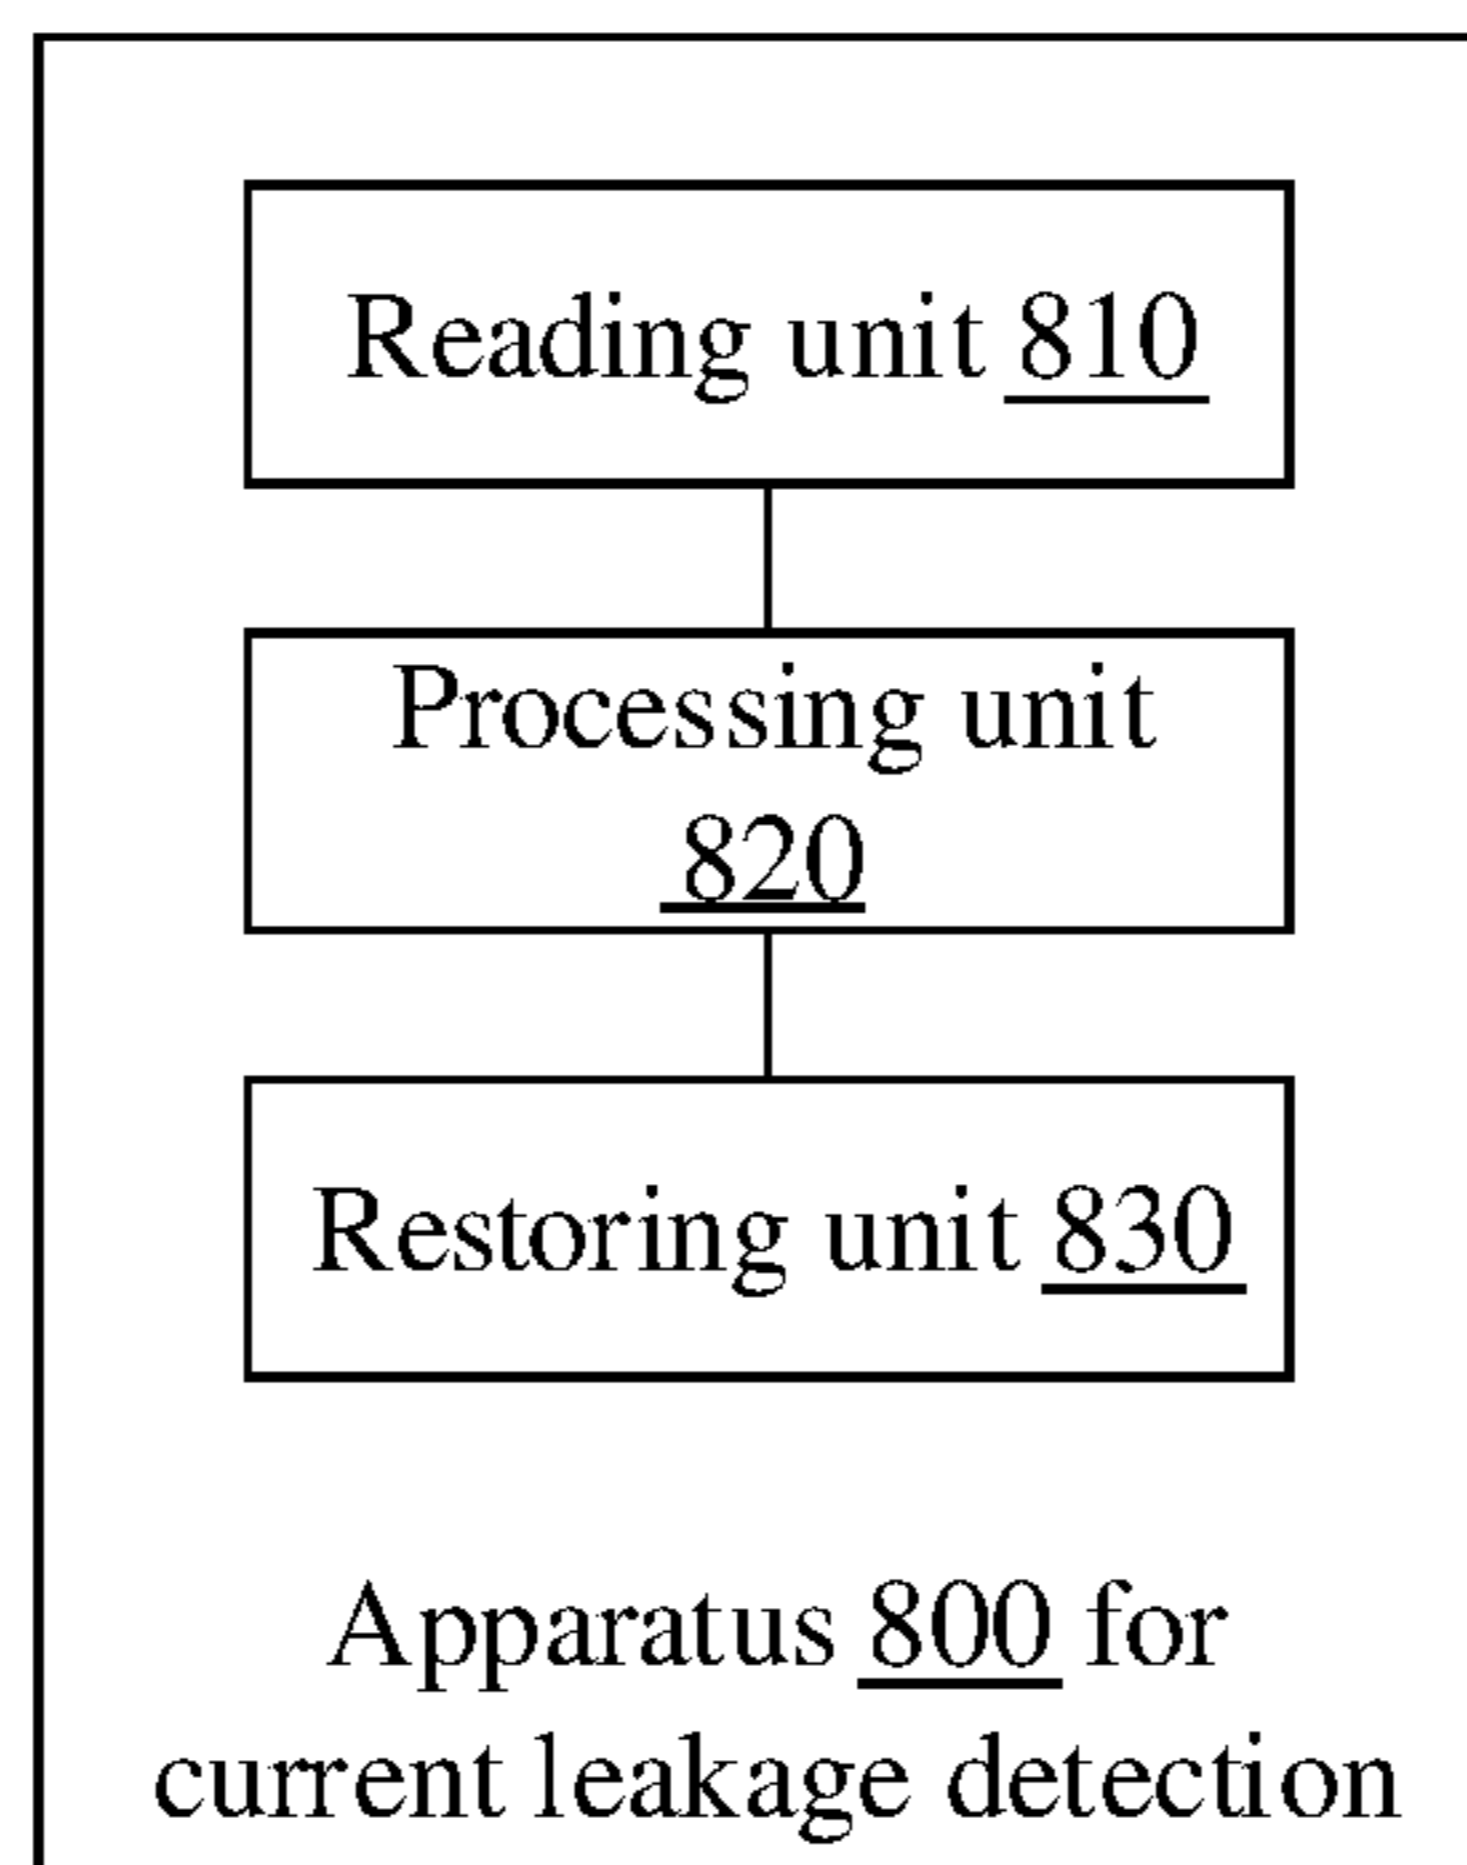 Reading unit 810
Processing unit
820
Restoring unit 830
Apparatus 800 for
current leakage detection